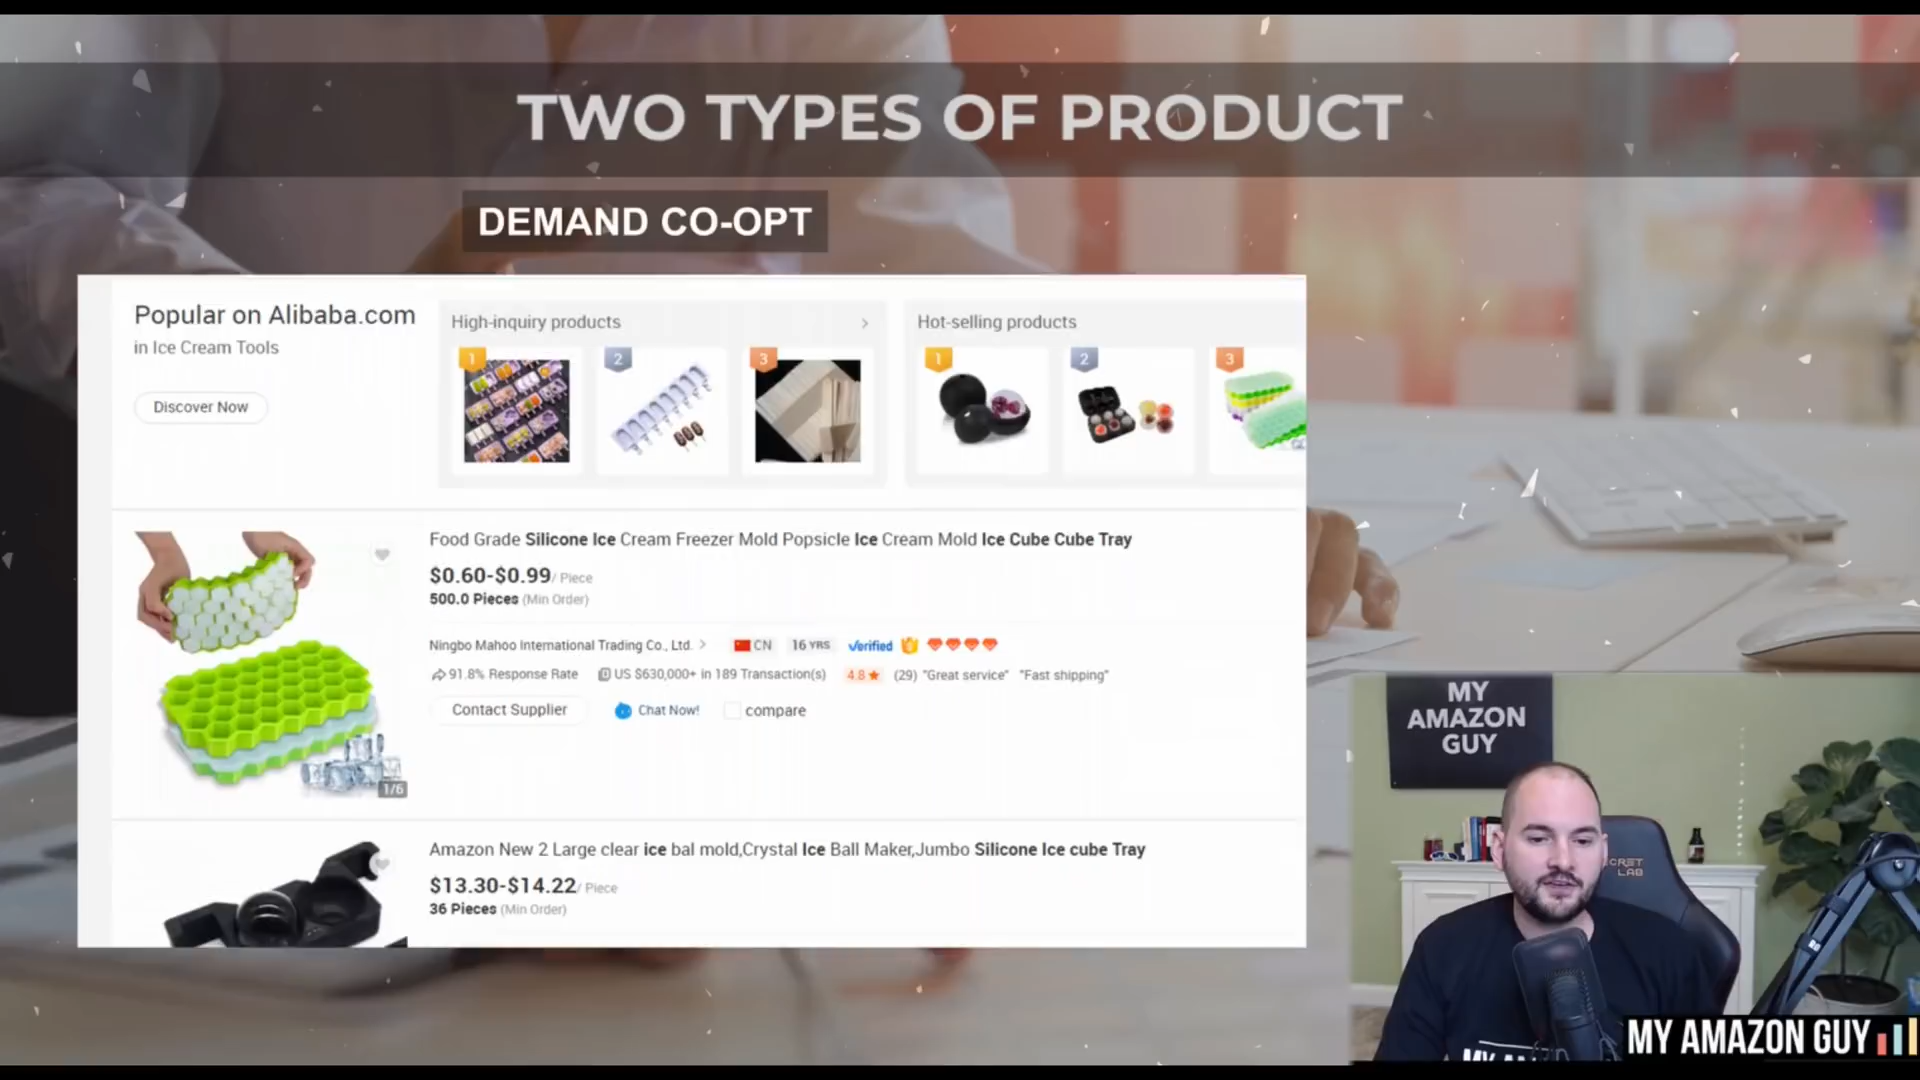 TWO TYPES OF PRODUCT
DEMAND CO-OPT
Popular on Alibaba.com
in Ice Cream Tools
Discover Now
High-inquiry products
1
2
3
Hot-selling products
1
2
3
Food Grade Silicone Ice Cream Freezer Mold Popsicle Ice Cream Mold Ice Cube Cube Tray
$0.60-$0.99/ Piece
500.0 Pieces (Min Order)
Ningbo Mahoo International Trading Co., Ltd. CN 16 YRS Verified
91.8% Response Rate US $630,000+ in 189 Transaction(s) 4.8 (29) "Great service" "Fast shipping"
Contact Supplier Chat Now! compare
1/6
Amazon New 2 Large clear ice bal mold,Crystal Ice Ball Maker,Jumbo Silicone Ice cube Tray
$13.30-$14.22/ Piece
36 Pieces (Min Order)
MY
AMAZON
GUY
CRET
LAB
MY AMAZON GUY